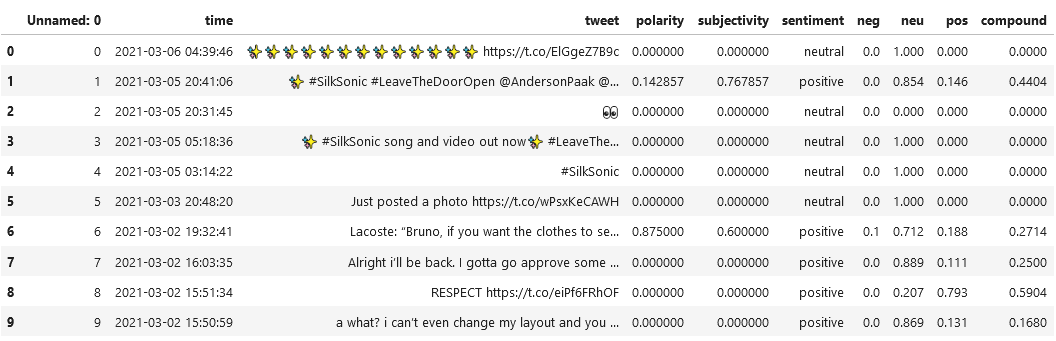 Unnamed: 0 time tweet polarity subjectivity sentiment neg neu pos compound
0 0 2021-03-06 04:39:46 ✨✨✨✨✨✨✨✨✨✨✨✨✨ https://t.co/ElGgeZ7B9c 0.000000 0.000000 neutral 0.0 1.000 0.000 0.0000
1 1 2021-03-05 20:41:06 ✨ #SilkSonic #LeaveTheDoorOpen @AndersonPaak @... 0.142857 0.767857 positive 0.0 0.854 0.146 0.4404
2 2 2021-03-05 20:31:45 👀 0.000000 0.000000 neutral 0.0 0.000 0.000 0.0000
3 3 2021-03-05 05:18:36 ✨ #SilkSonic song and video out now✨ #LeaveThe... 0.000000 0.000000 neutral 0.0 1.000 0.000 0.0000
4 4 2021-03-05 03:14:22 #SilkSonic 0.000000 0.000000 neutral 0.0 1.000 0.000 0.0000
5 5 2021-03-03 20:48:20 Just posted a photo https://t.co/wPsxKeCAWH 0.000000 0.000000 neutral 0.0 1.000 0.000 0.0000
6 6 2021-03-02 19:32:41 Lacoste: “Bruno, if you want the clothes to se... 0.875000 0.600000 positive 0.1 0.712 0.188 0.2714
7 7 2021-03-02 16:03:35 Alright i’ll be back. I gotta go approve some ... 0.000000 0.000000 positive 0.0 0.889 0.111 0.2500
8 8 2021-03-02 15:51:34 RESPECT https://t.co/eiPf6FRhOF 0.000000 0.000000 positive 0.0 0.207 0.793 0.5904
9 9 2021-03-02 15:50:59 a what? i can’t even change my layout and you ... 0.000000 0.000000 positive 0.0 0.869 0.131 0.1680